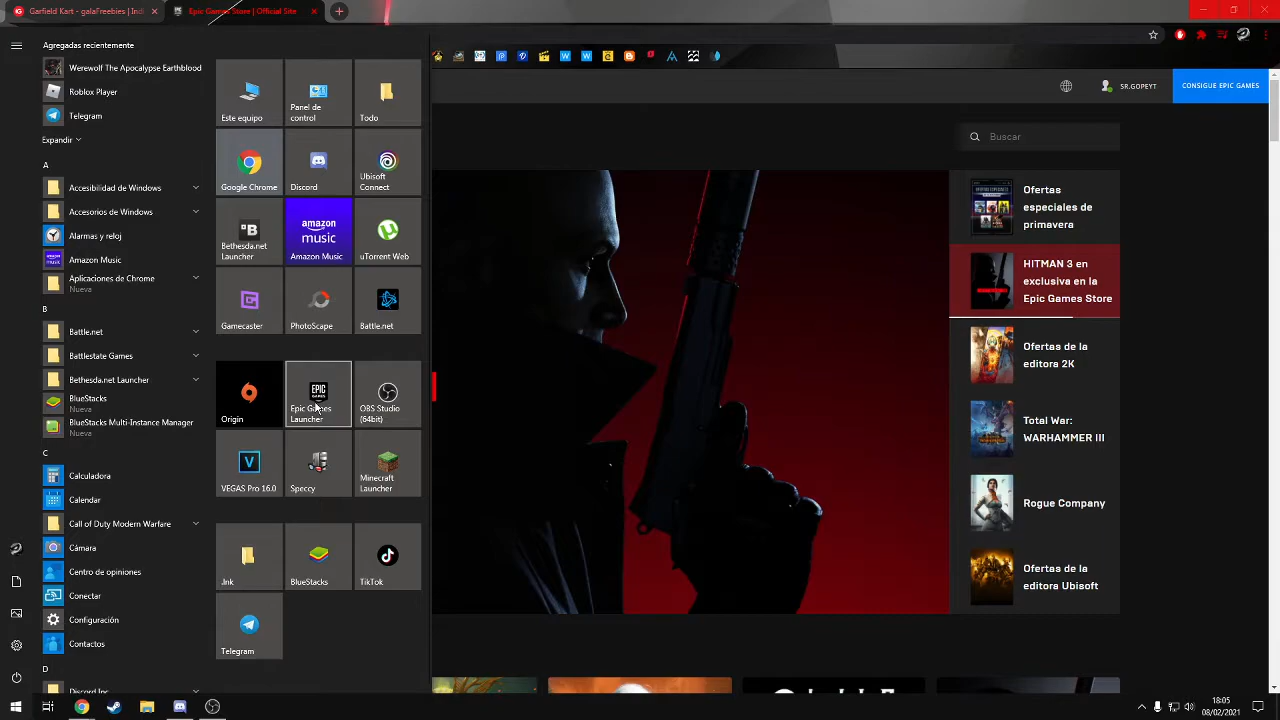 Garfield Kart - galaFreebies | Indi
Epic Games Store | Official Site
Agregadas recientemente
Werewolf The Apocalypse Earthblood
Roblox Player
Telegram
Expandir
A
Accesibilidad de Windows
Accesorios de Windows
Alarmas y reloj
Amazon Music
Aplicaciones de Chrome
Nueva
B
Battle.net
Battlestate Games
Bethesda.net Launcher
BlueStacks
Nueva
BlueStacks Multi-Instance Manager
Nueva
C
Calculadora
Calendar
Call of Duty Modern Warfare
Cámara
Centro de opiniones
Conectar
Configuración
Contactos
D
Discord Inc
Este equipo
Panel de
control
Todo
Google Chrome
Discord
Ubisoft
Connect
B
Bethesda.net
Launcher
amazon
music
Amazon Music
uTorrent Web
Gamecaster
PhotoScape
Battle.net
Origin
EPIC
GAMES
Epic Games
Launcher
OBS Studio
(64bit)
V
VEGAS Pro 16.0
Speccy
Minecraft
Launcher
Jnk
BlueStacks
TikTok
Telegram
SR.GOPEYT
CONSIGUE EPIC GAMES
Buscar
Ofertas
especiales de
primavera
HITMAN 3 en
exclusiva en la
Epic Games Store
Ofertas de la
editora 2K
Total War:
WARHAMMER III
Rogue Company
Ofertas de la
editora Ubisoft
18:05
08/02/2021